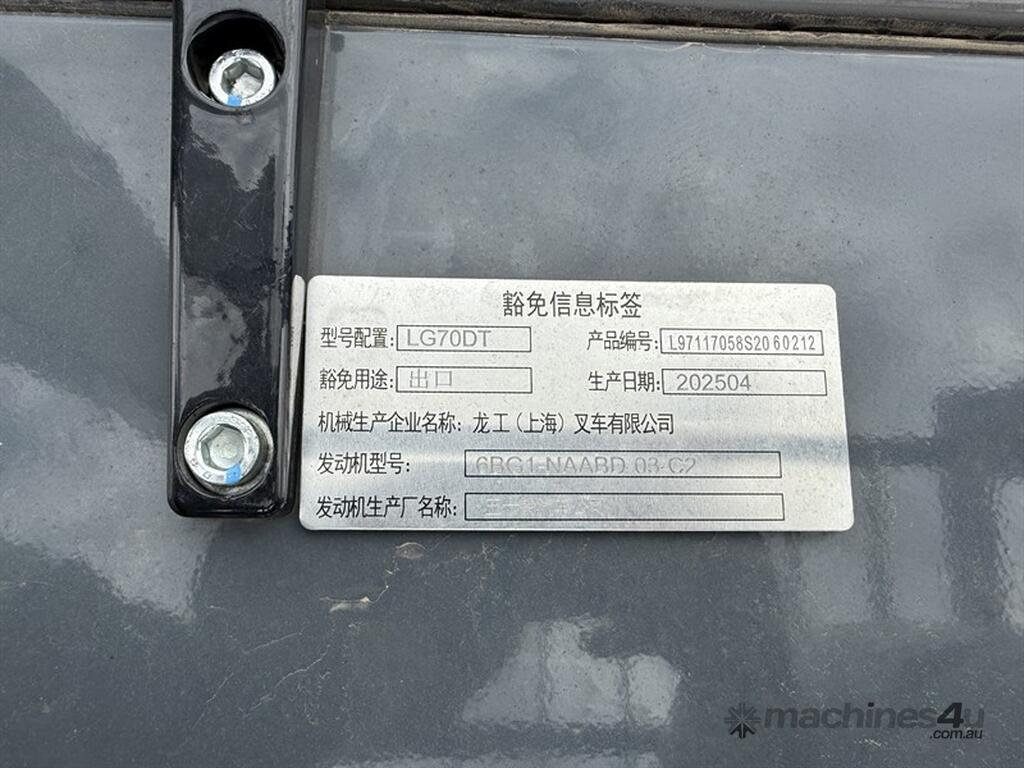 豁免信息标签
型号配置: LG70DT 产品编号: L97117058S2060212
豁免用途: 出口 生产日期: 202504
机械生产企业名称: 龙工（上海）叉车有限公司
发动机型号: 6BG1-NAABD-03-C2
发动机生产厂名称:
machines4u
.com.au